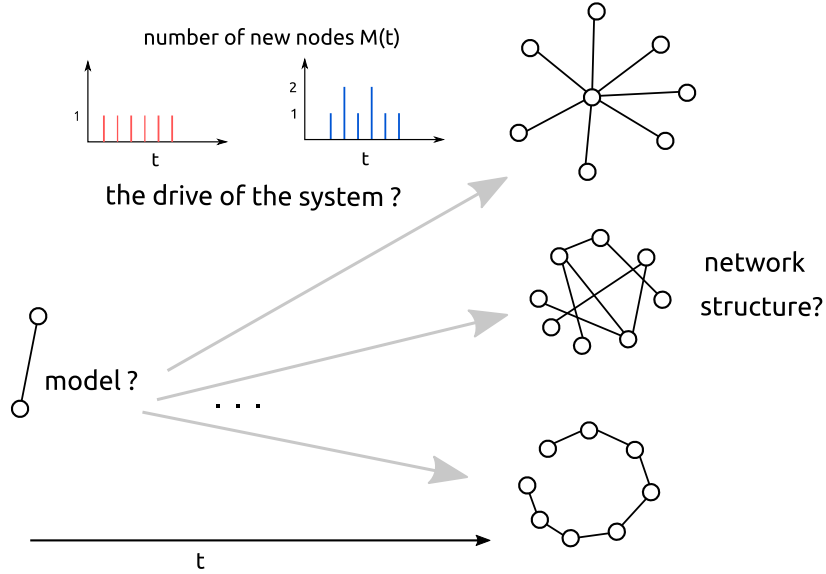 number of new nodes M(t)
1
t
2
1
t
the drive of the system ?
network
structure?
model ?
. . .
t